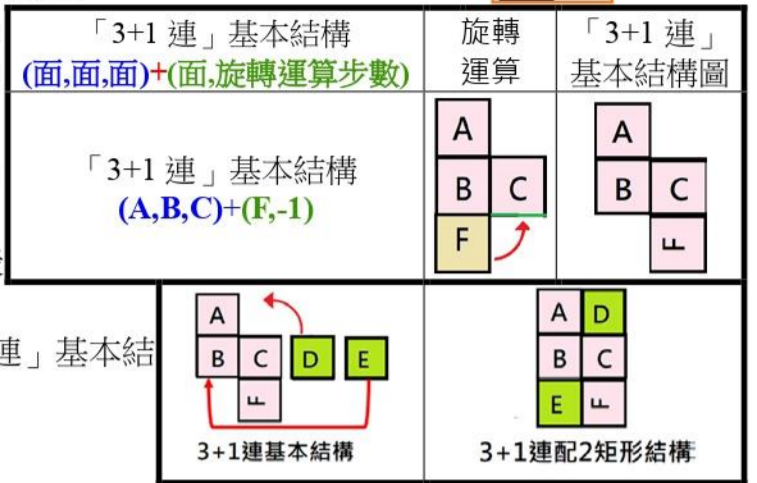 「3+1 連」基本結構
(面,面,面)+(面,旋轉運算步數)
旋轉
運算
「3+1 連」
基本結構圖
「3+1 連」基本結構
(A,B,C)+(F,-1)
A
B C
F
A
B C
F
連」基本結
A
B C D E
F
3+1連基本結構
A D
B C
E F
3+1連配2矩形結構